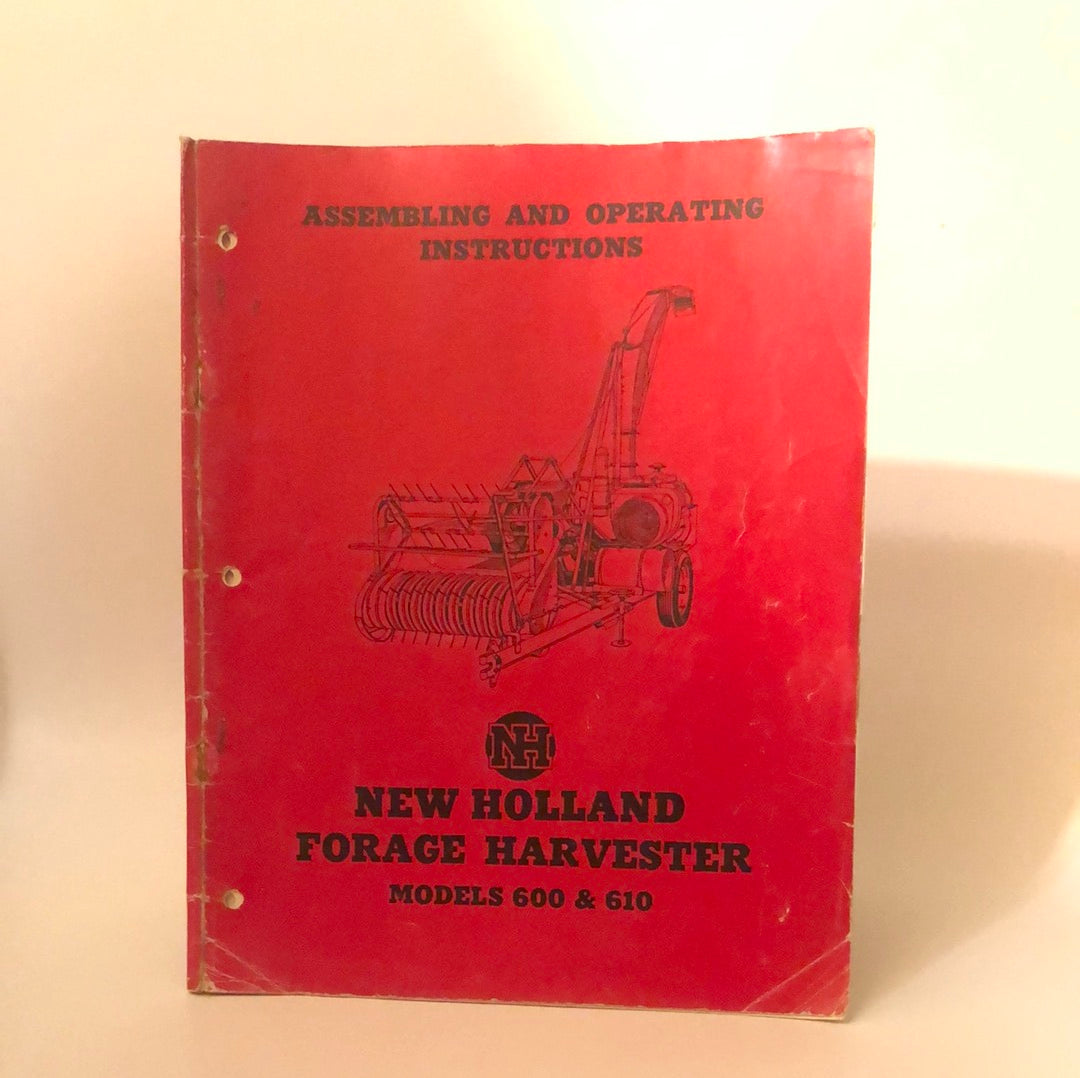 ASSEMBLING AND OPERATING
INSTRUCTIONS
NH
NEW HOLLAND
FORAGE HARVESTER
MODELS 600 & 610